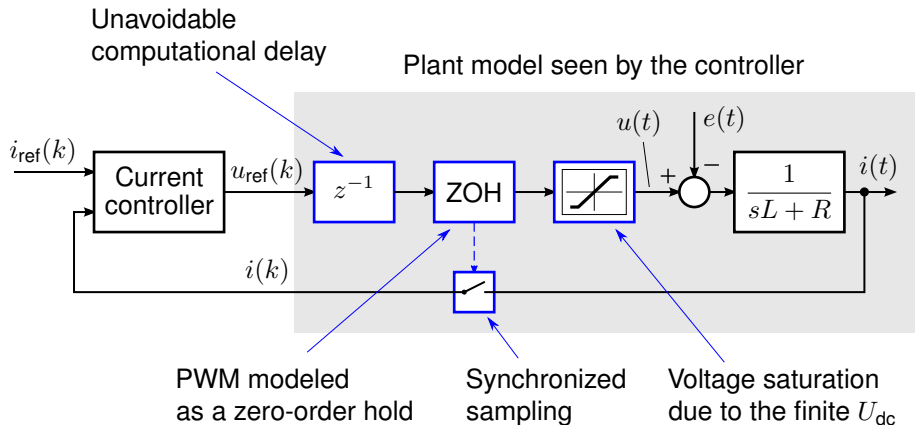 Unavoidable
computational delay
Plant model seen by the controller
u(t)
e(t)
i_ref(k)
Current
controller
u_ref(k)
z^{-1}
ZOH
+
−
1
sL + R
i(t)
i(k)
PWM modeled
as a zero-order hold
Synchronized
sampling
Voltage saturation
due to the finite U_dc